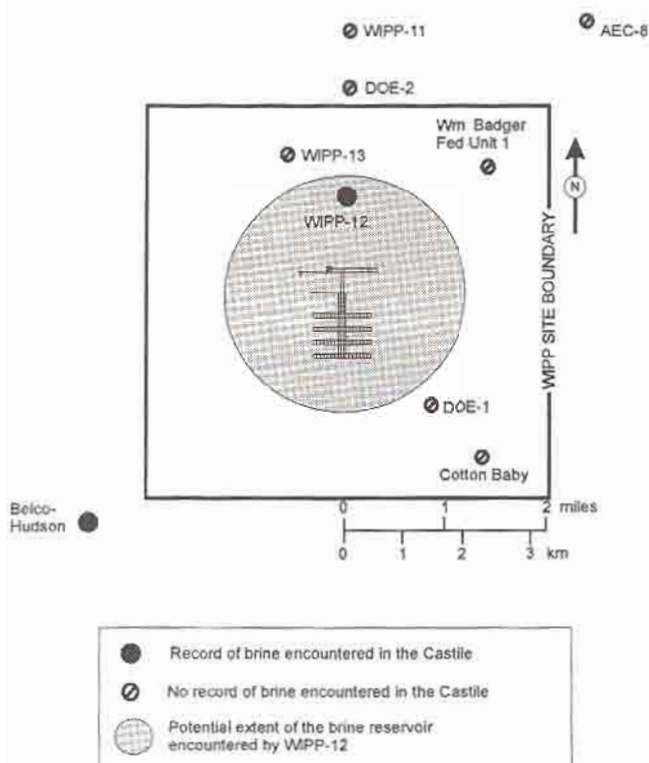 WIPP-11
AEC-8
DOE-2
Wm Badger
Fed Unit 1
WIPP-13
N
WIPP-12
WIPP SITE BOUNDARY
DOE-1
Cotton Baby
Belco-
Hudson
0 1 2 miles
0 1 2 3 km
Record of brine encountered in the Castile
No record of brine encountered in the Castile
Potential extent of the brine reservoir
encountered by WIPP-12